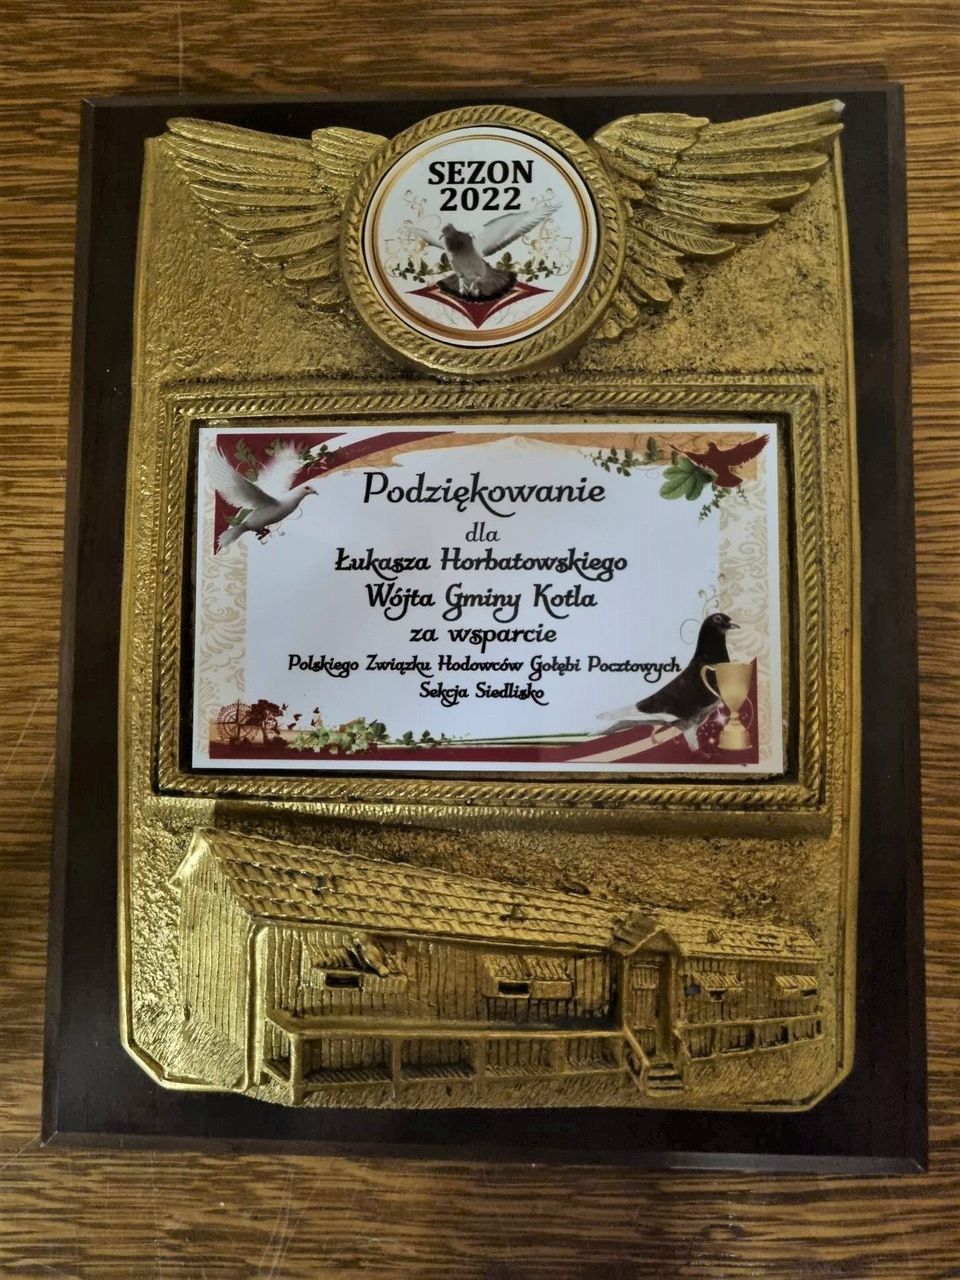 SEZON
2022
Podziękowanie
dla
Łukasza Horbatowskiego
Wójta Gminy Kotla
za wsparcie
Polskiego Związku Hodowców Gołębi Pocztowych
Sekcja Siedlisko